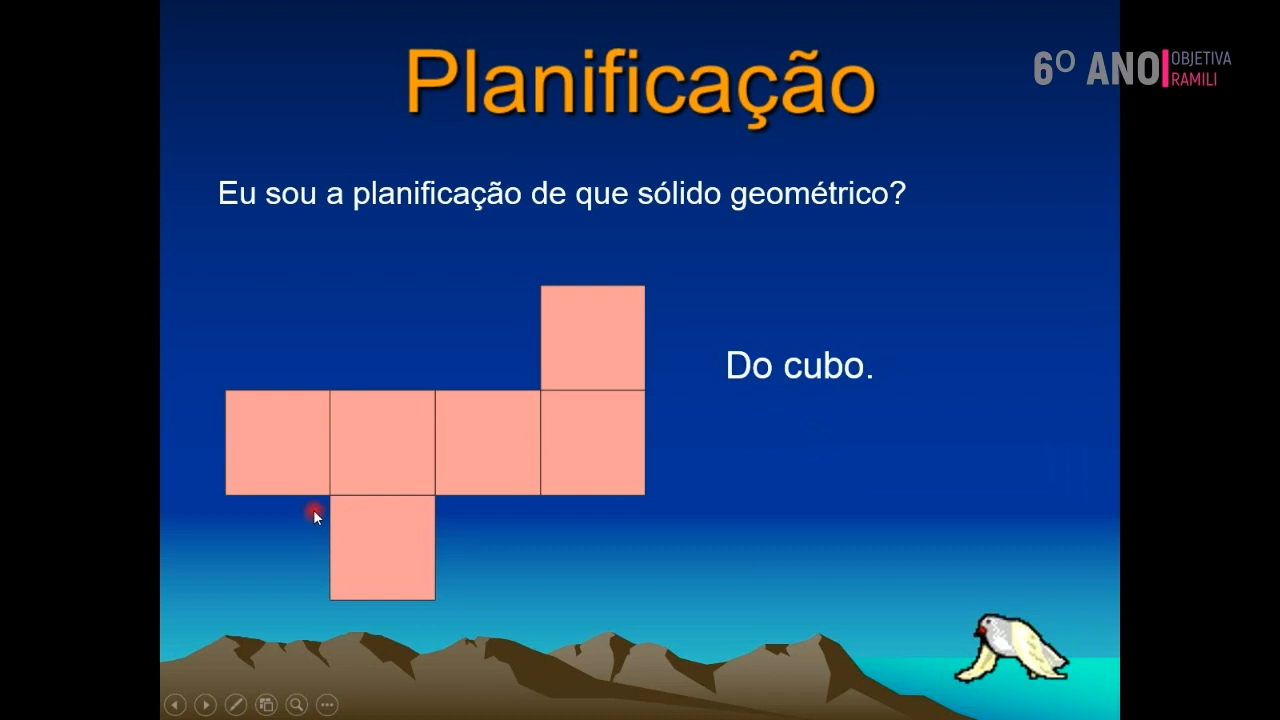 Planificação
6º ANO
OBJETIVA
RAMILI
Eu sou a planificação de que sólido geométrico?
Do cubo.